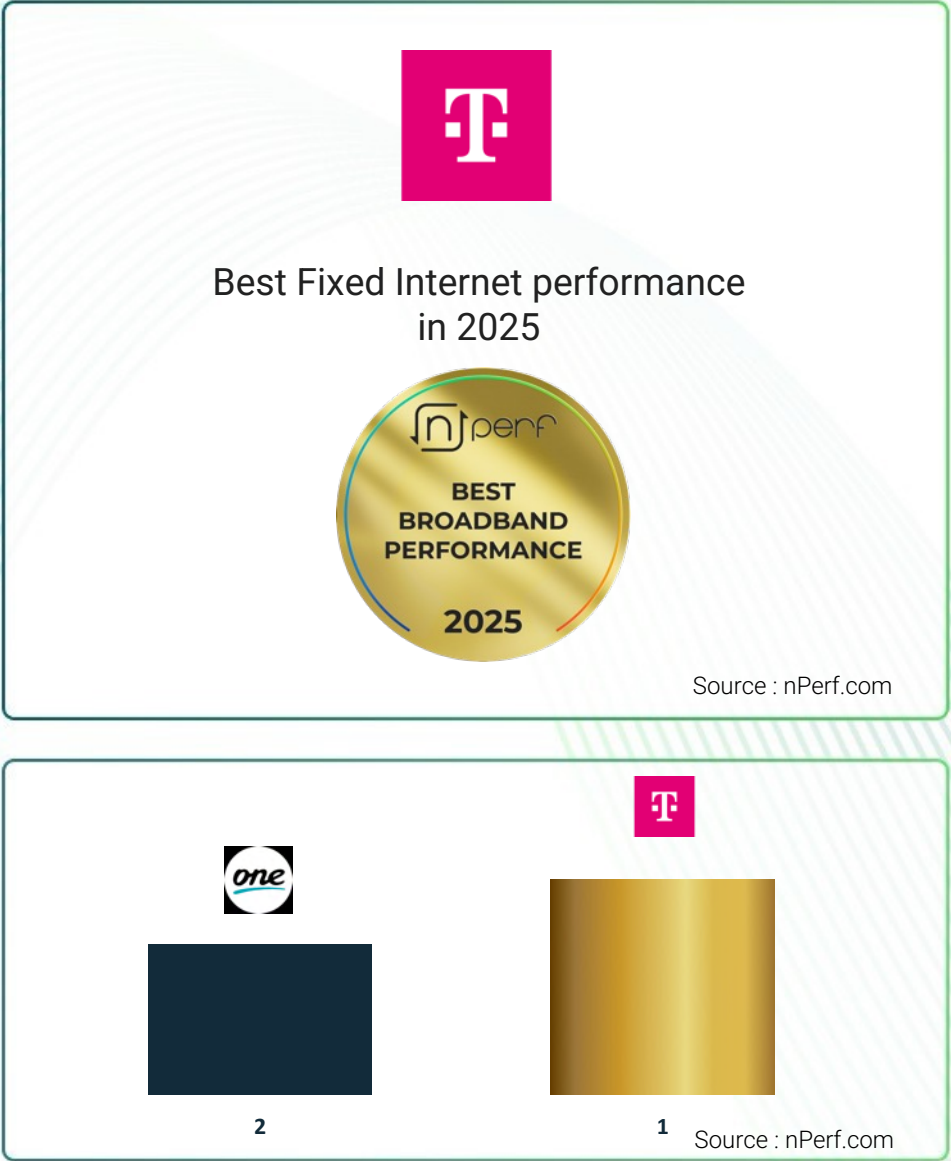 T
Best Fixed Internet performance
in 2025
nperf
BEST
BROADBAND
PERFORMANCE
2025
Source : nPerf.com
T
one
2
1
Source : nPerf.com